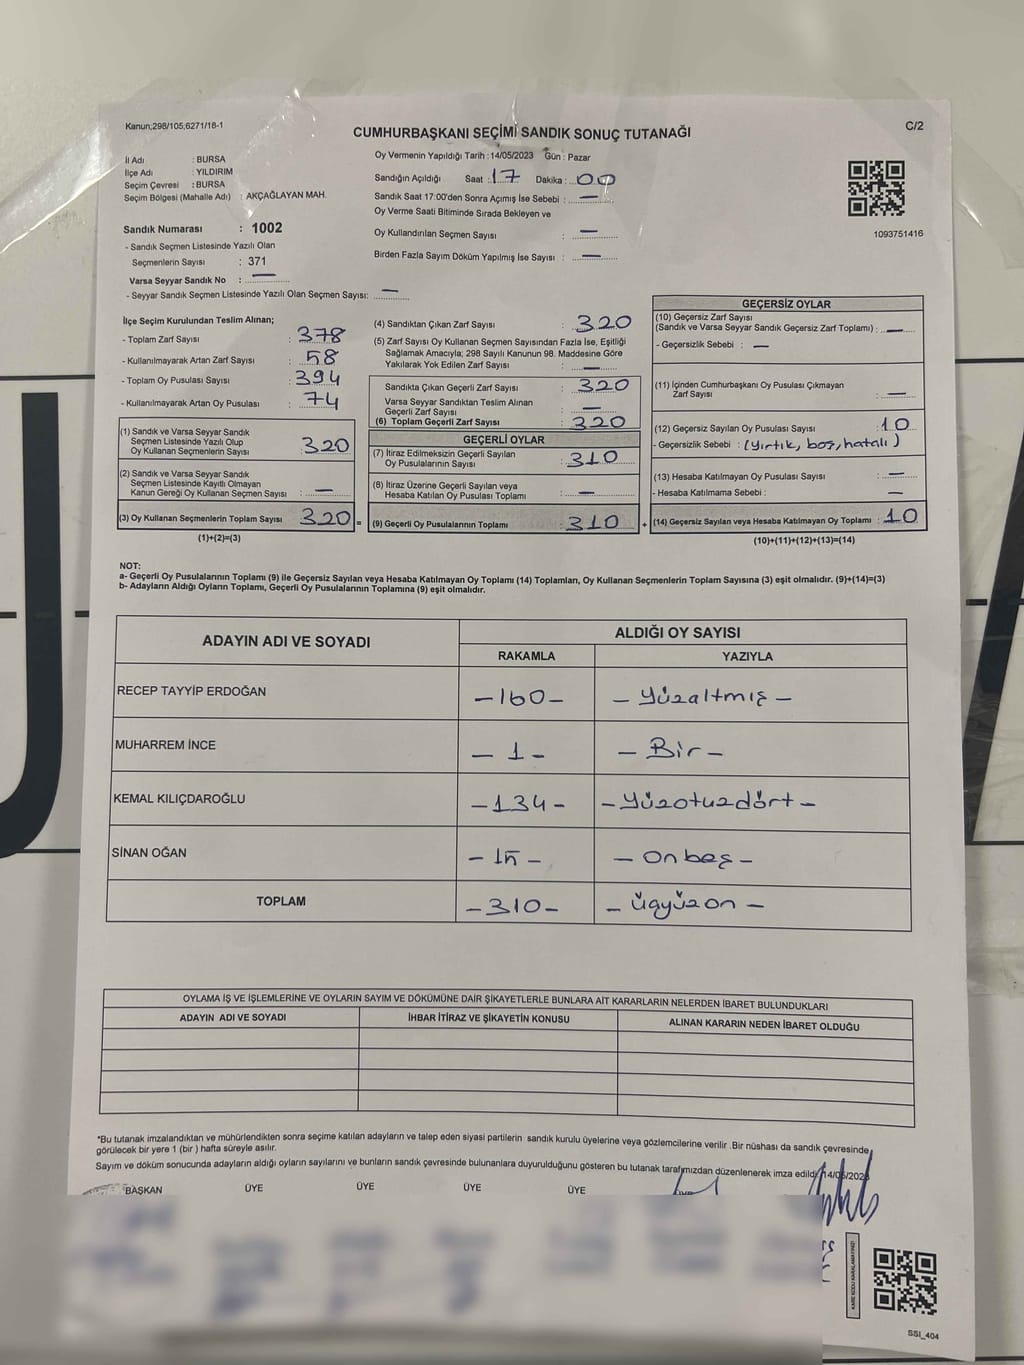 Kanun;298/105,6271/18-1
CUMHURBAŞKANI SEÇİMİ SANDIK SONUÇ TUTANAĞI
C/2
İl Adı : BURSA
İlçe Adı : YILDIRIM
Seçim Çevresi : BURSA
Seçim Bölgesi (Mahalle Adı) : AKÇAĞLAYAN MAH.
Oy Vermenin Yapıldığı Tarih : 14/05/2023 Gün : Pazar
Sandığın Açıldığı Saat : 17 Dakika : 00
Sandık Saat 17:00'den Sonra Açımış İse Sebebi : —
Oy Verme Saati Bitiminde Sırada Bekleyen ve
Oy Kullandırılan Seçmen Sayısı : —
Birden Fazla Sayım Döküm Yapılmış İse Sayısı : —
1093751416
Sandık Numarası : 1002
- Sandık Seçmen Listesinde Yazılı Olan
Seçmenlerin Sayısı : 371
Varsa Seyyar Sandık No : —
- Seyyar Sandık Seçmen Listesinde Yazılı Olan Seçmen Sayısı: —
İlçe Seçim Kurulundan Teslim Alınan;
- Toplam Zarf Sayısı : 378
- Kullanılmayarak Artan Zarf Sayısı : 58
- Toplam Oy Pusulası Sayısı : 394
- Kullanılmayarak Artan Oy Pusulası : 74
(1) Sandık ve Varsa Seyyar Sandık
Seçmen Listesinde Yazılı Olup
Oy Kullanan Seçmenlerin Sayısı 320
(2) Sandık ve Varsa Seyyar Sandık
Seçmen Listesinde Kayıtlı Olmayan
Kanun Gereği Oy Kullanan Seçmen Sayısı : —
(3) Oy Kullanan Seçmenlerin Toplam Sayısı 320 =
(1)+(2)=(3)
(4) Sandıktan Çıkan Zarf Sayısı : 320
(5) Zarf Sayısı Oy Kullanan Seçmen Sayısından Fazla İse, Eşitliği
Sağlamak Amacıyla; 298 Sayılı Kanunun 98. Maddesine Göre
Yakılarak Yok Edilen Zarf Sayısı : —
Sandıkta Çıkan Geçerli Zarf Sayısı : 320
Varsa Seyyar Sandıktan Teslim Alınan
Geçerli Zarf Sayısı : —
(6) Toplam Geçerli Zarf Sayısı : 320
GEÇERLİ OYLAR
(7) İtiraz Edilmeksizin Geçerli Sayılan
Oy Pusulalarının Sayısı : 310
(8) İtiraz Üzerine Geçerli Sayılan veya
Hesaba Katılan Oy Pusulası Toplamı : —
(9) Geçerli Oy Pusulalarının Toplamı : 310 +
GEÇERSİZ OYLAR
(10) Geçersiz Zarf Sayısı
(Sandık ve Varsa Seyyar Sandık Geçersiz Zarf Toplamı) : —
- Geçersizlik Sebebi : —
(11) İçinden Cumhurbaşkanı Oy Pusulası Çıkmayan
Zarf Sayısı : —
(12) Geçersiz Sayılan Oy Pusulası Sayısı : 10
- Geçersizlik Sebebi : (yırtık, boş, hatalı)
(13) Hesaba Katılmayan Oy Pusulası Sayısı : —
- Hesaba Katılmama Sebebi : —
(14) Geçersiz Sayılan veya Hesaba Katılmayan Oy Toplamı : 10
(10)+(11)+(12)+(13)=(14)
NOT:
a- Geçerli Oy Pusulalarının Toplamı (9) ile Geçersiz Sayılan veya Hesaba Katılmayan Oy Toplamı (14) Toplamları, Oy Kullanan Seçmenlerin Toplam Sayısına (3) eşit olmalıdır. (9)+(14)=(3)
b- Adayların Aldığı Oyların Toplamı, Geçerli Oy Pusulalarının Toplamına (9) eşit olmalıdır.
ADAYIN ADI VE SOYADI
ALDIĞI OY SAYISI
RAKAMLA YAZIYLA
RECEP TAYYİP ERDOĞAN -160- - Yüzaltmış -
MUHARREM İNCE - 1 - - Bir -
KEMAL KILIÇDAROĞLU -134- - Yüzotuzdört -
SİNAN OĞAN - 15 - - Onbeş -
TOPLAM -310- - üçyüzon -
OYLAMA İŞ VE İŞLEMLERİNE VE OYLARIN SAYIM VE DÖKÜMÜNE DAİR ŞİKAYETLERLE BUNLARA AİT KARARLARIN NELERDEN İBARET BULUNDUKLARI
ADAYIN ADI VE SOYADI İHBAR İTİRAZ VE ŞİKAYETİN KONUSU ALINAN KARARIN NEDEN İBARET OLDUĞU
*Bu tutanak imzalandıktan ve mühürlendikten sonra seçime katılan adayların ve talep eden siyasi partilerin sandık kurulu üyelerine veya gözlemcilerine verilir. Bir nüshası da sandık çevresinde
görülecek bir yere 1 (bir) hafta süreyle asılır.
Sayım ve döküm sonucunda adayların aldığı oyların sayılarını ve bunların sandık çevresinde bulunanlara duyurulduğunu gösteren bu tutanak tarafımızdan düzenlenerek imza edildi. 14/05/2023
BAŞKAN ÜYE ÜYE ÜYE ÜYE
SSI_404